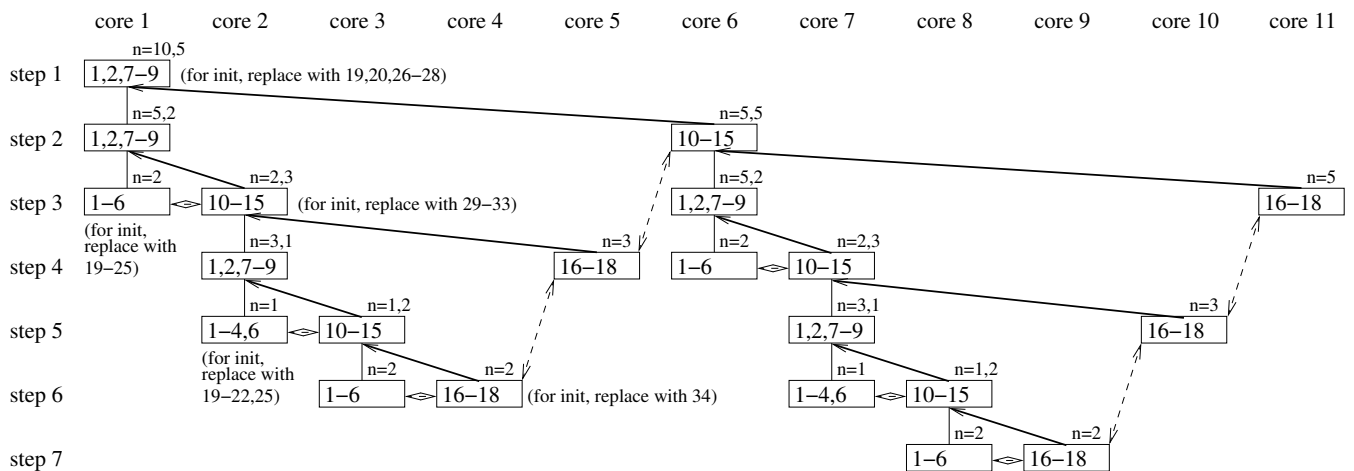 core 1 core 2 core 3 core 4 core 5 core 6 core 7 core 8 core 9 core 10 core 11
n=10,5
step 1 1,2,7−9 (for init, replace with 19,20,26−28)
n=5,2 n=5,5
step 2 1,2,7−9 10−15
n=2 n=2,3 n=5,2 n=5
step 3 1−6 10−15 (for init, replace with 29−33) 1,2,7−9 16−18
(for init,
replace with
19−25)
n=3,1 n=3 n=2 n=2,3
step 4 1,2,7−9 16−18 1−6 10−15
n=1 n=1,2 n=3,1 n=3
step 5 1−4,6 10−15 1,2,7−9 16−18
(for init,
replace with
19−22,25)
n=2 n=2 n=1 n=1,2
step 6 1−6 16−18 (for init, replace with 34) 1−4,6 10−15
n=2 n=2
step 7 1−6 16−18